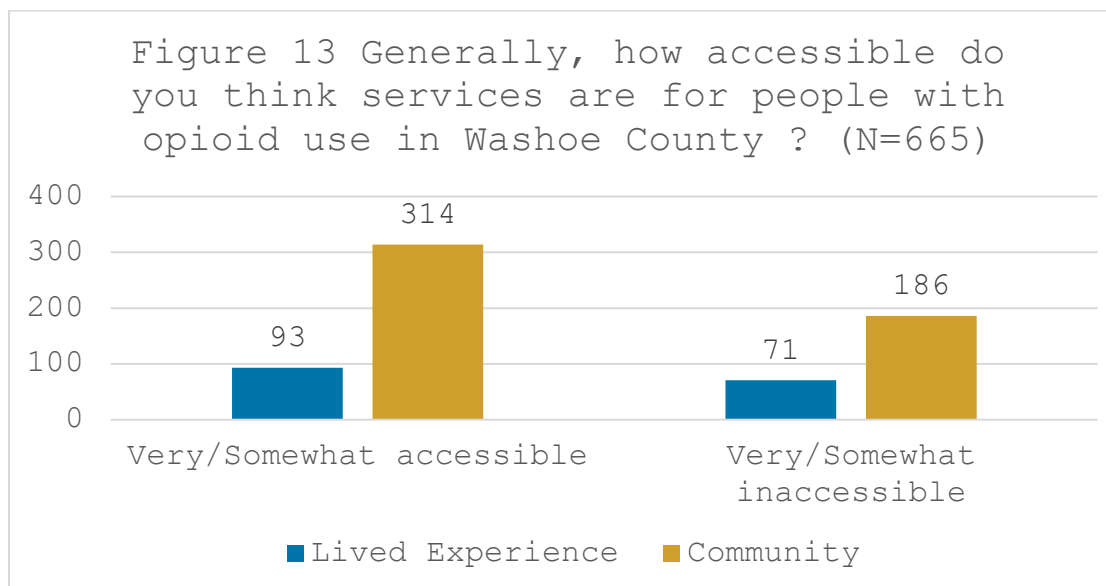 Figure 13 Generally, how accessible do
you think services are for people with
opioid use in Washoe County ? (N=665)
400
300
200
100
0
93
314
71
186
Very/Somewhat accessible
Very/Somewhat
inaccessible
Lived Experience
Community